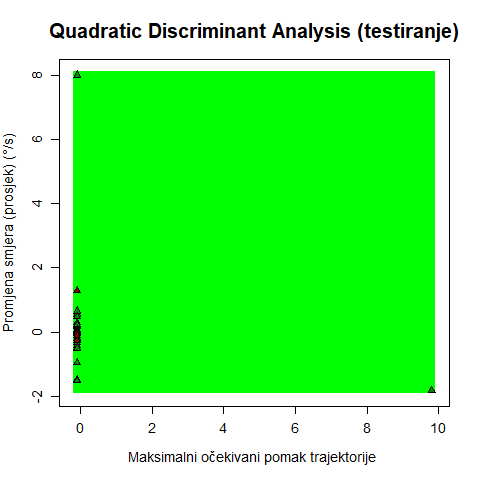 Quadratic Discriminant Analysis (testiranje)
Promjena smjera (prosjek) (°/s)
8
6
4
2
0
-2
0 2 4 6 8 10
Maksimalni očekivani pomak trajektorije